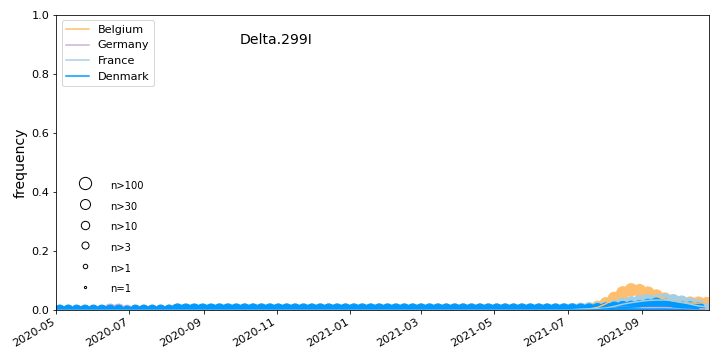 Delta.299I
Belgium
Germany
France
Denmark
frequency
1.0
0.8
0.6
0.4
0.2
0.0
n>100
n>30
n>10
n>3
n>1
n=1
2020-05
2020-07
2020-09
2020-11
2021-01
2021-03
2021-05
2021-07
2021-09